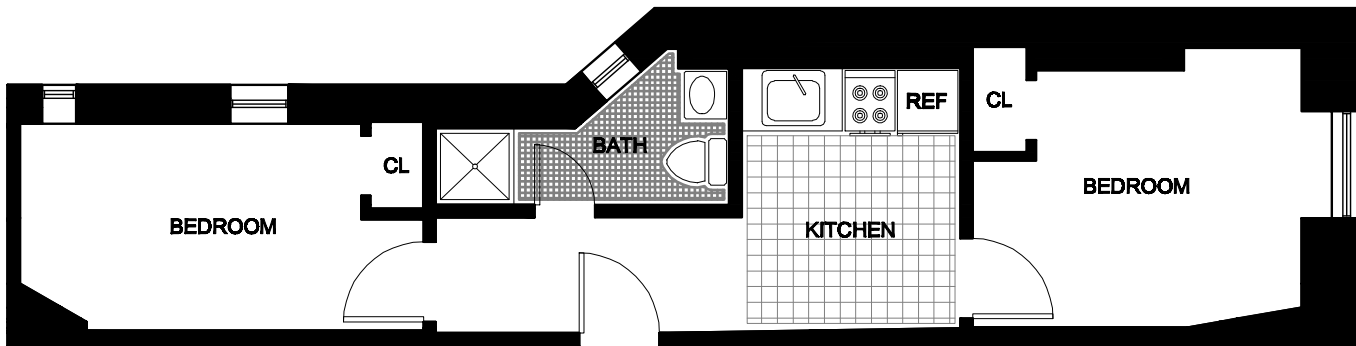 BEDROOM
CL
BATH
KITCHEN
REF
CL
BEDROOM